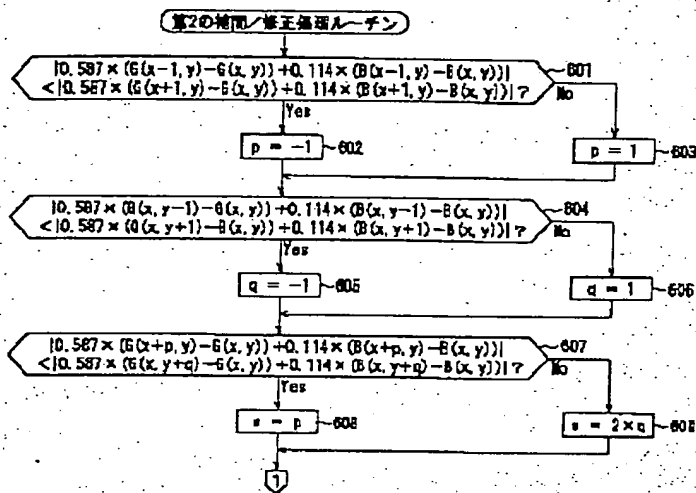 第2の補間／修正処理ルーチン
|0.587×(G(x-1, y)-G(x, y))+0.114×(B(x-1, y)-B(x, y))|
<|0.587×(G(x+1, y)-G(x, y))+0.114×(B(x+1, y)-B(x, y))|?
601
Yes
No
p = -1
602
p = 1
603
|0.587×(G(x, y-1)-G(x, y))+0.114×(B(x, y-1)-B(x, y))|
<|0.587×(G(x, y+1)-G(x, y))+0.114×(B(x, y+1)-B(x, y))|?
604
Yes
No
q = -1
605
q = 1
606
|0.587×(G(x+p, y)-G(x, y))+0.114×(B(x+p, y)-B(x, y))|
<|0.587×(G(x, y+q)-G(x, y))+0.114×(B(x, y+q)-B(x, y))|?
607
Yes
No
s = p
608
s = 2×q
609
1